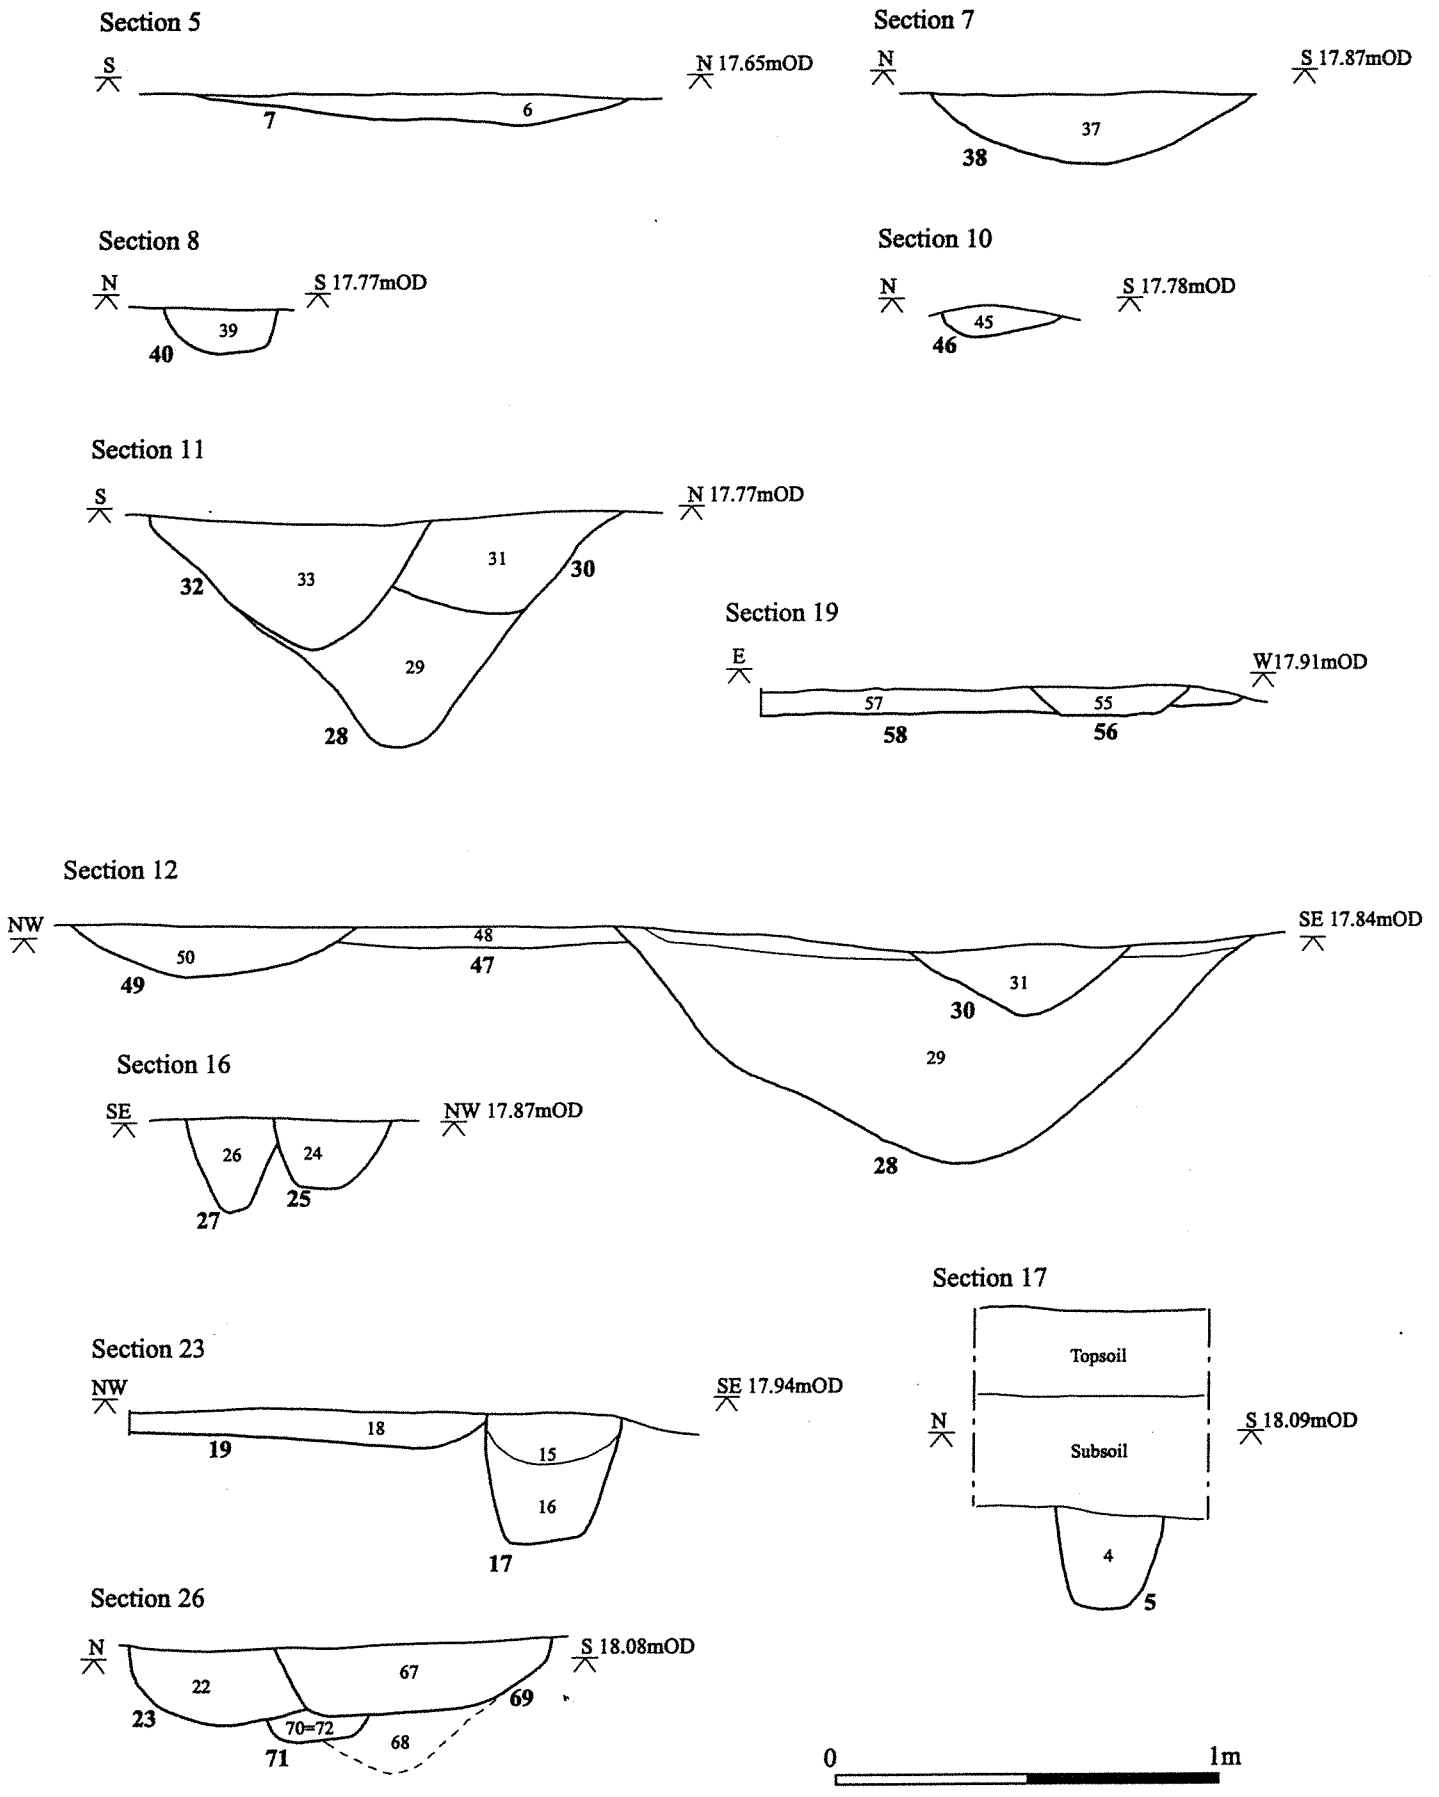 Section 5
S
N 17.65mOD
6
7
Section 7
N
S 17.87mOD
37
38
Section 8
N
S 17.77mOD
39
40
Section 10
N
S 17.78mOD
45
46
Section 11
S
N 17.77mOD
33
31
32
30
29
28
Section 19
E
W17.91mOD
57
55
58
56
Section 12
NW
SE 17.84mOD
50
48
49
47
31
30
29
28
Section 16
SE
NW 17.87mOD
26
24
27
25
Section 17
Topsoil
N
S 18.09mOD
Subsoil
4
5
Section 23
NW
SE 17.94mOD
18
19
15
16
17
Section 26
N
S 18.08mOD
22
67
23
69
70=72
71
68
0
1m